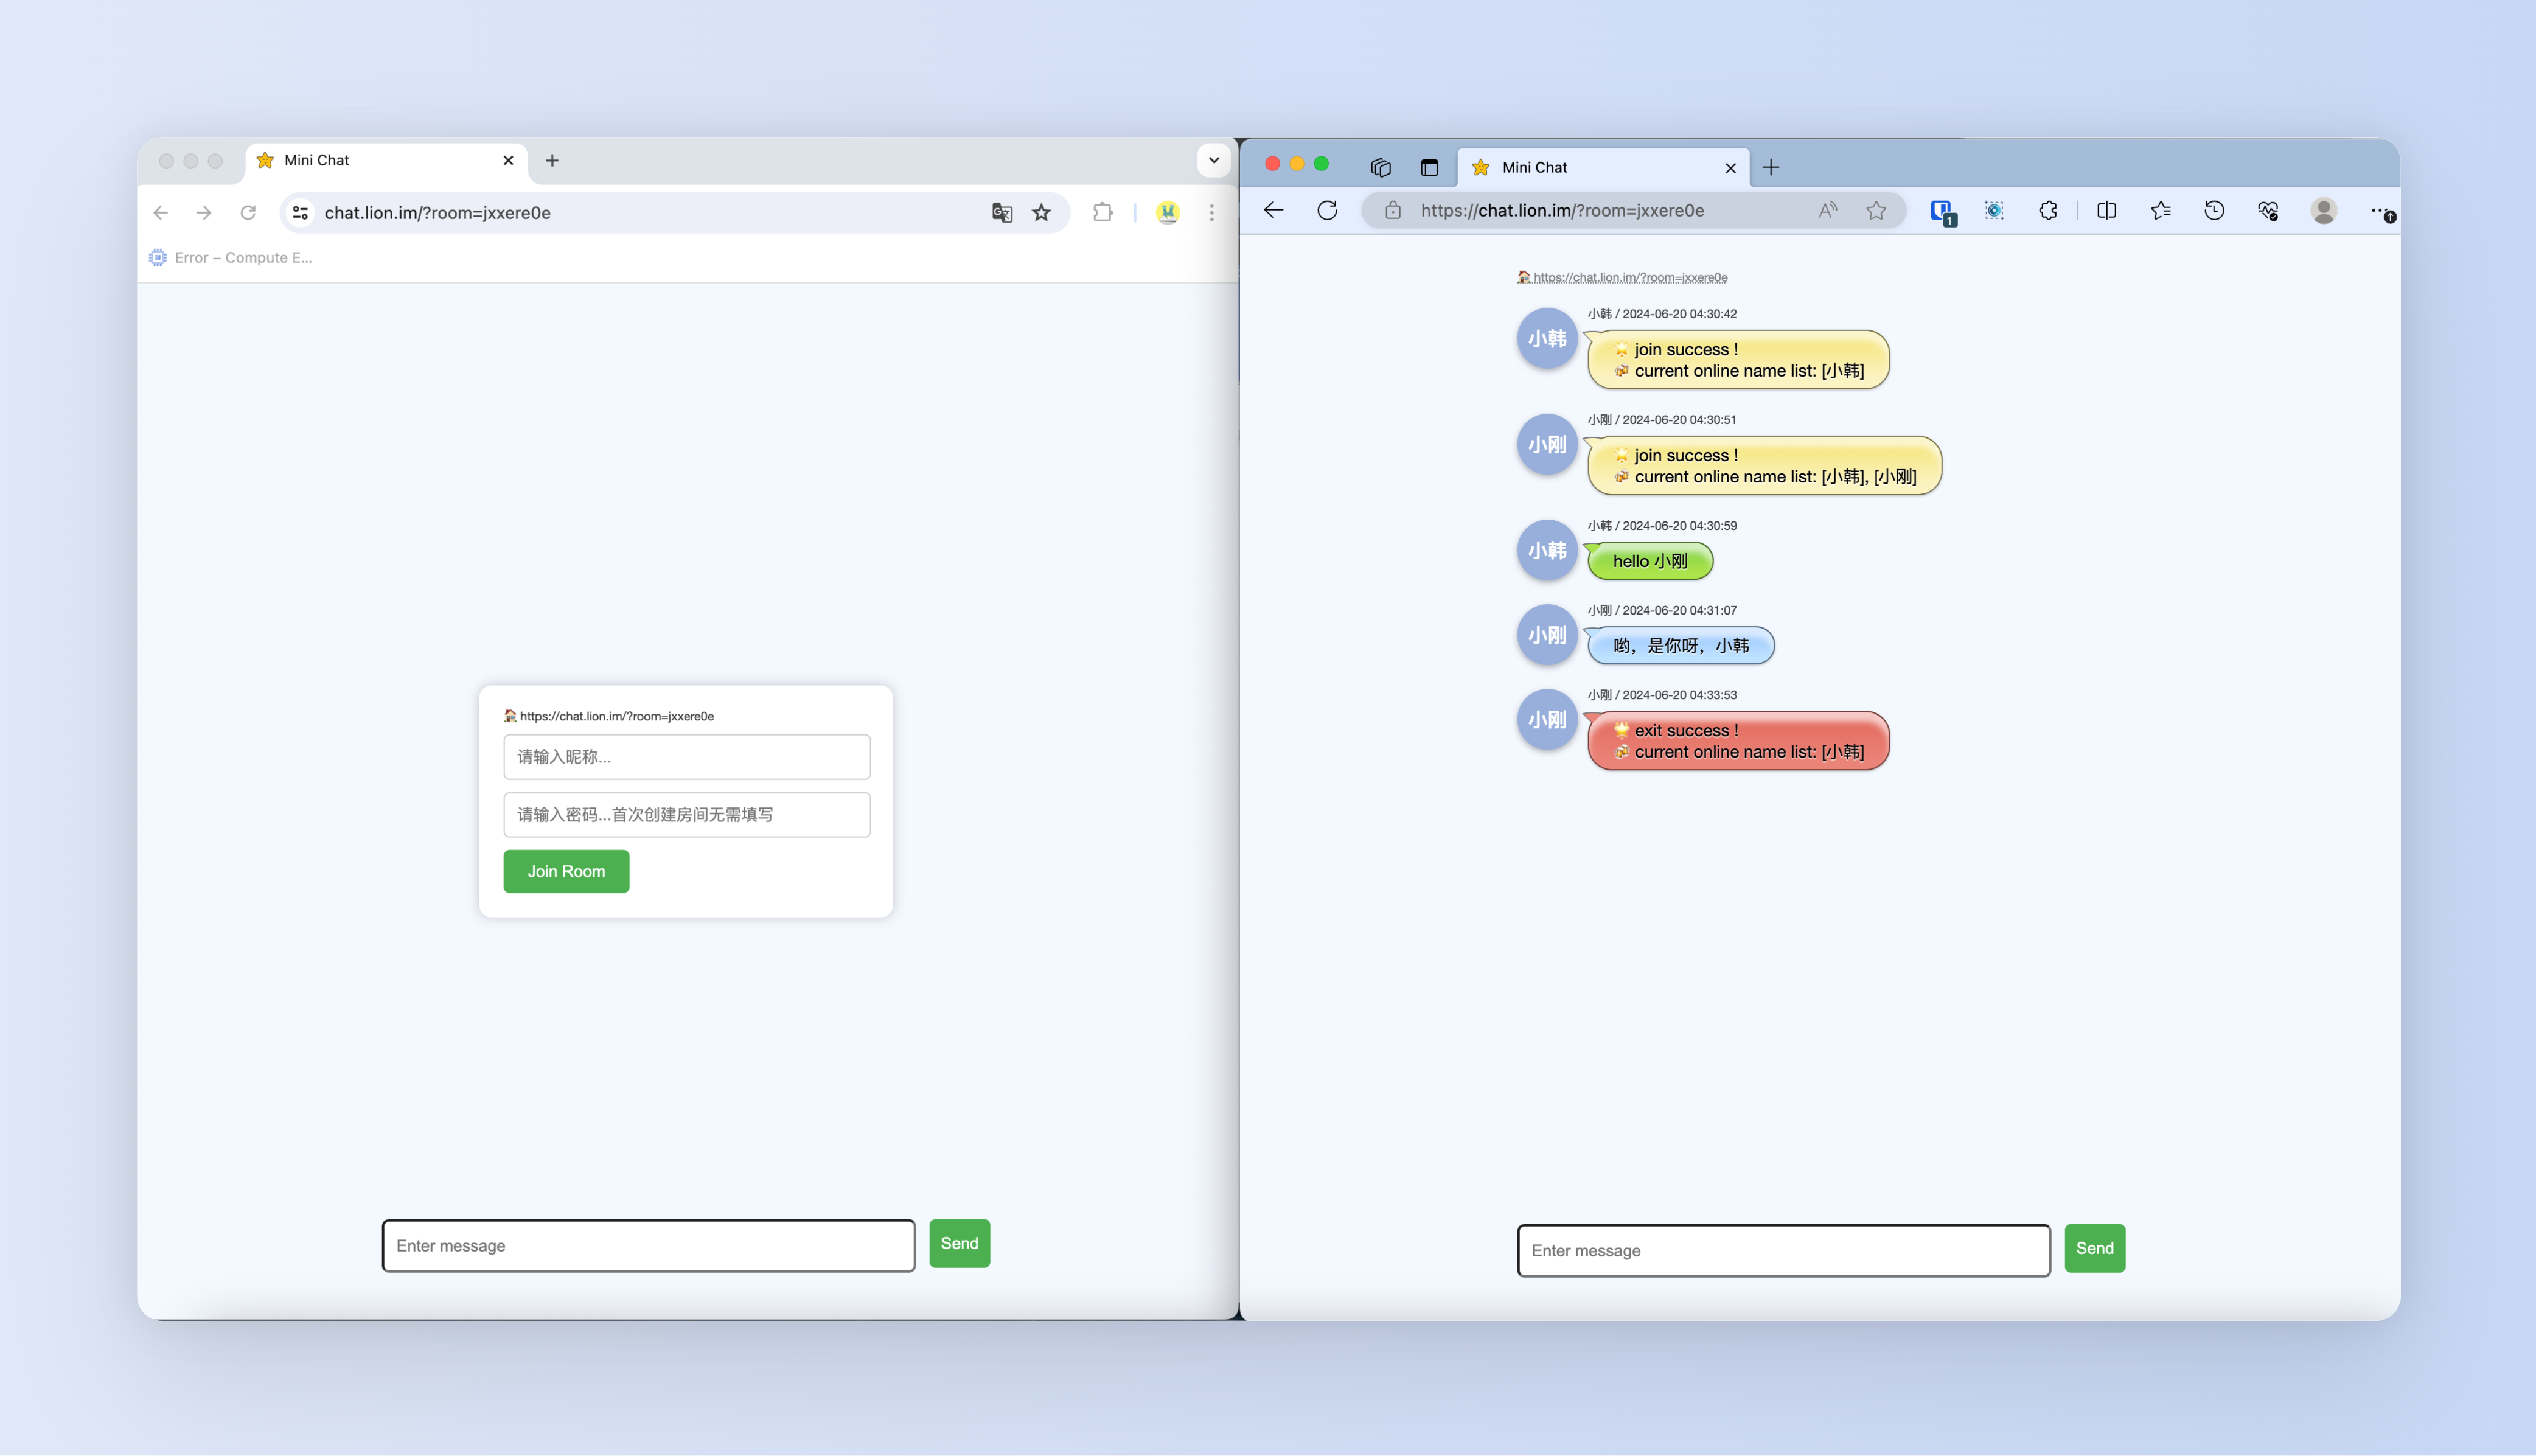 Mini Chat
chat.lion.im/?room=jxxere0e
Error – Compute E...
https://chat.lion.im/?room=jxxere0e
请输入昵称...
请输入密码...首次创建房间无需填写
Join Room
Enter message
Send
Mini Chat
https://chat.lion.im/?room=jxxere0e
1
https://chat.lion.im/?room=jxxere0e
小韩
小韩 / 2024-06-20 04:30:42
join success !
current online name list: [小韩]
小刚
小刚 / 2024-06-20 04:30:51
join success !
current online name list: [小韩], [小刚]
小韩
小韩 / 2024-06-20 04:30:59
hello 小刚
小刚
小刚 / 2024-06-20 04:31:07
哟，是你呀，小韩
小刚
小刚 / 2024-06-20 04:33:53
exit success !
current online name list: [小韩]
Enter message
Send